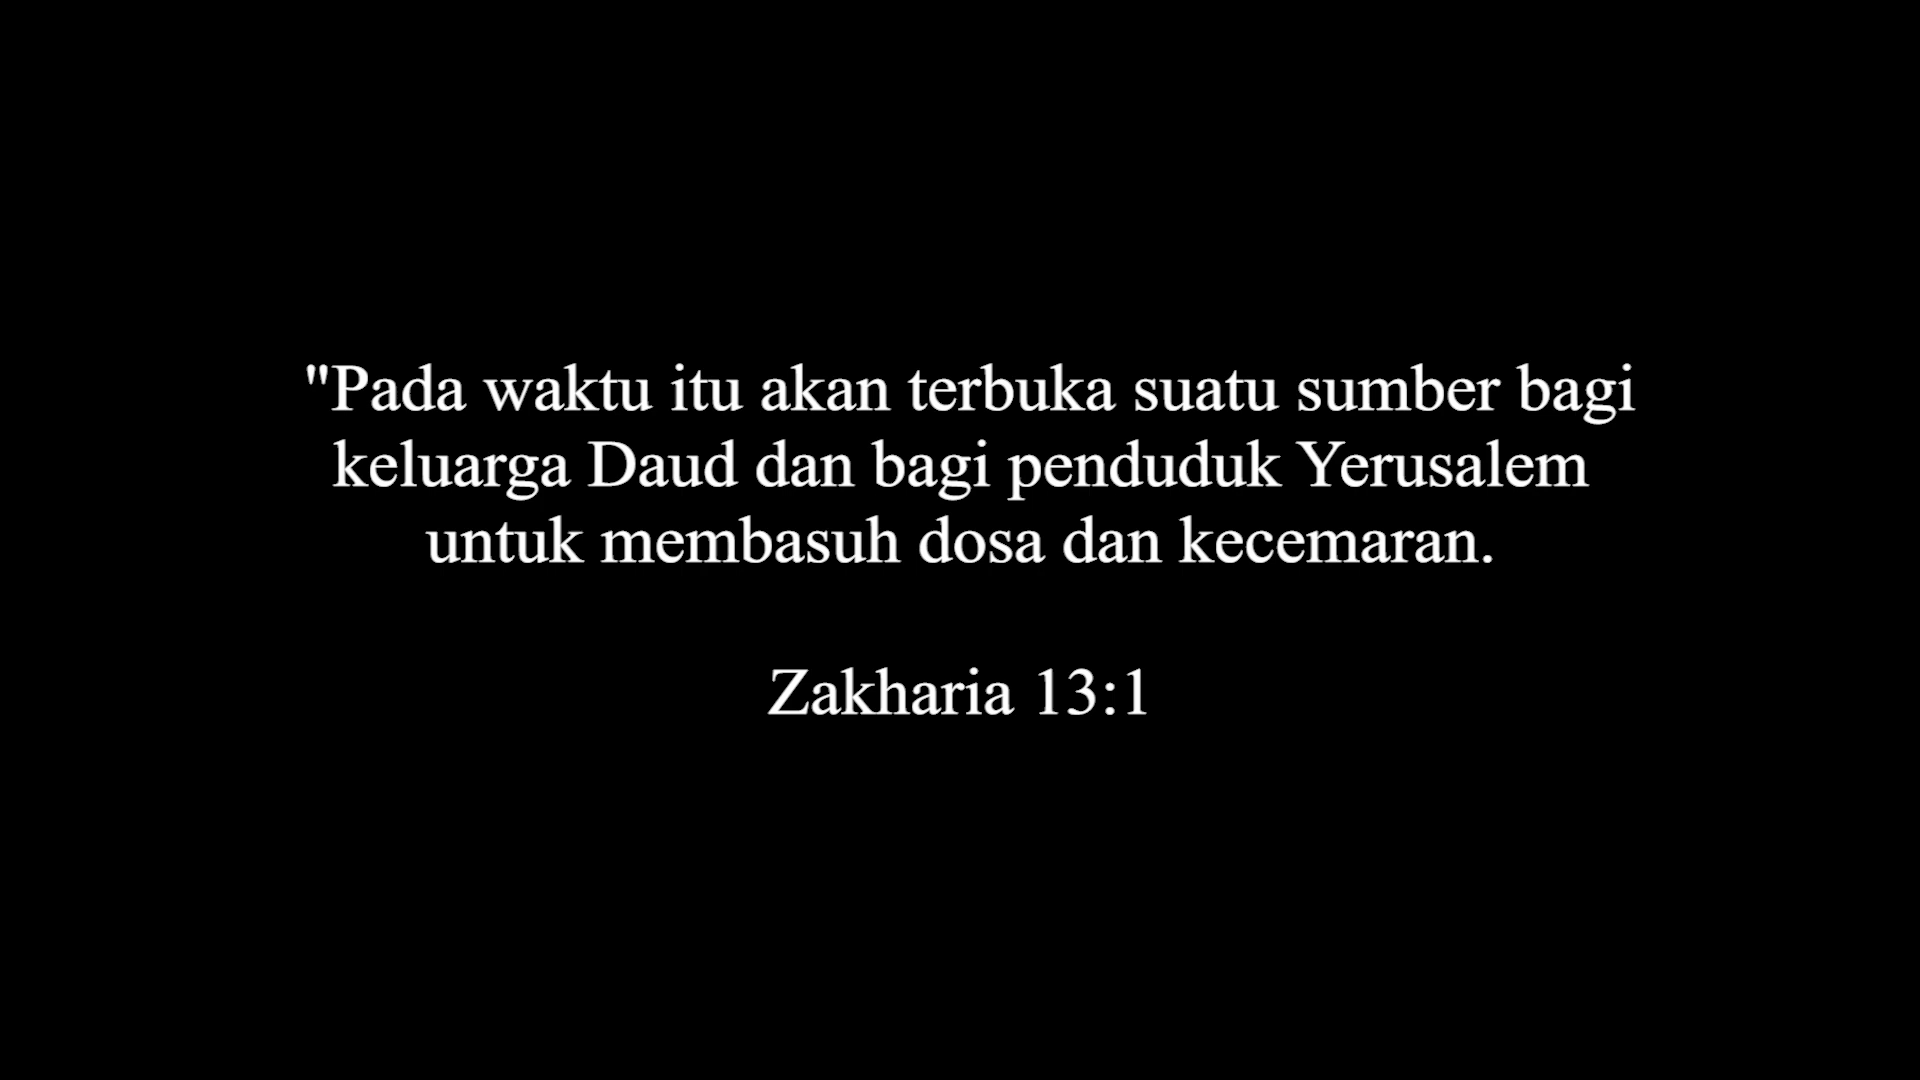 "Pada waktu itu akan terbuka suatu sumber bagi
keluarga Daud dan bagi penduduk Yerusalem
untuk membasuh dosa dan kecemaran.
Zakharia 13:1